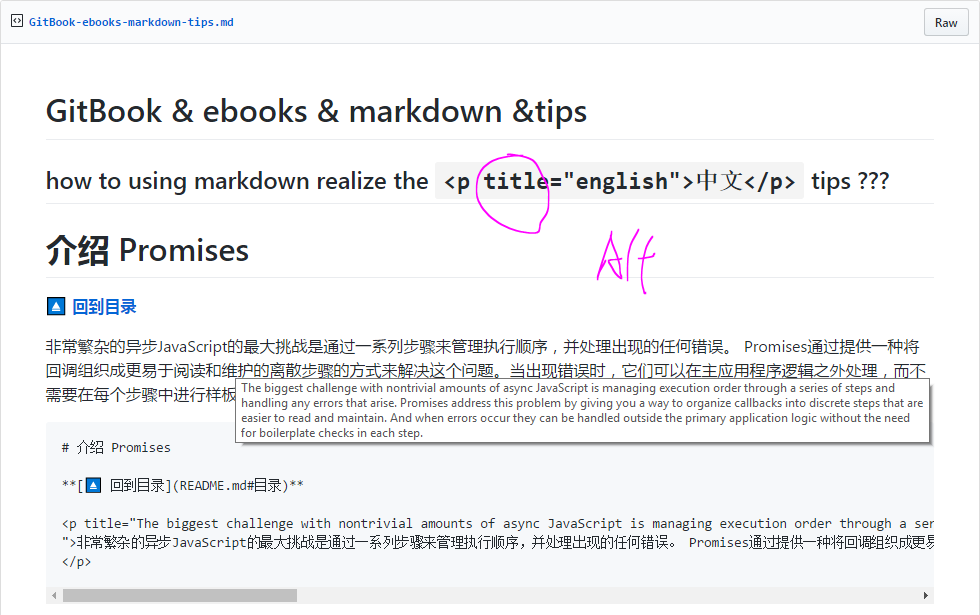 GitBook-ebooks-markdown-tips.md
Raw
GitBook & ebooks & markdown &tips
how to using markdown realize the <p title="english">中文</p> tips ???
介绍 Promises
回到目录
非常繁杂的异步JavaScript的最大挑战是通过一系列步骤来管理执行顺序，并处理出现的任何错误。 Promises通过提供一种将
回调组织成更易于阅读和维护的离散步骤的方式来解决这个问题。当出现错误时，它们可以在主应用程序逻辑之外处理，而不
需要在每个步骤中进行样板
The biggest challenge with nontrivial amounts of async JavaScript is managing execution order through a series of steps and
handling any errors that arise. Promises address this problem by giving you a way to organize callbacks into discrete steps that are
easier to read and maintain. And when errors occur they can be handled outside the primary application logic without the need
for boilerplate checks in each step.
# 介绍 Promises
**[🔼 回到目录](README.md#目录)**
<p title="The biggest challenge with nontrivial amounts of async JavaScript is managing execution order through a ser
">非常繁杂的异步JavaScript的最大挑战是通过一系列步骤来管理执行顺序，并处理出现的任何错误。 Promises通过提供一种将回调组织成更易
</p>